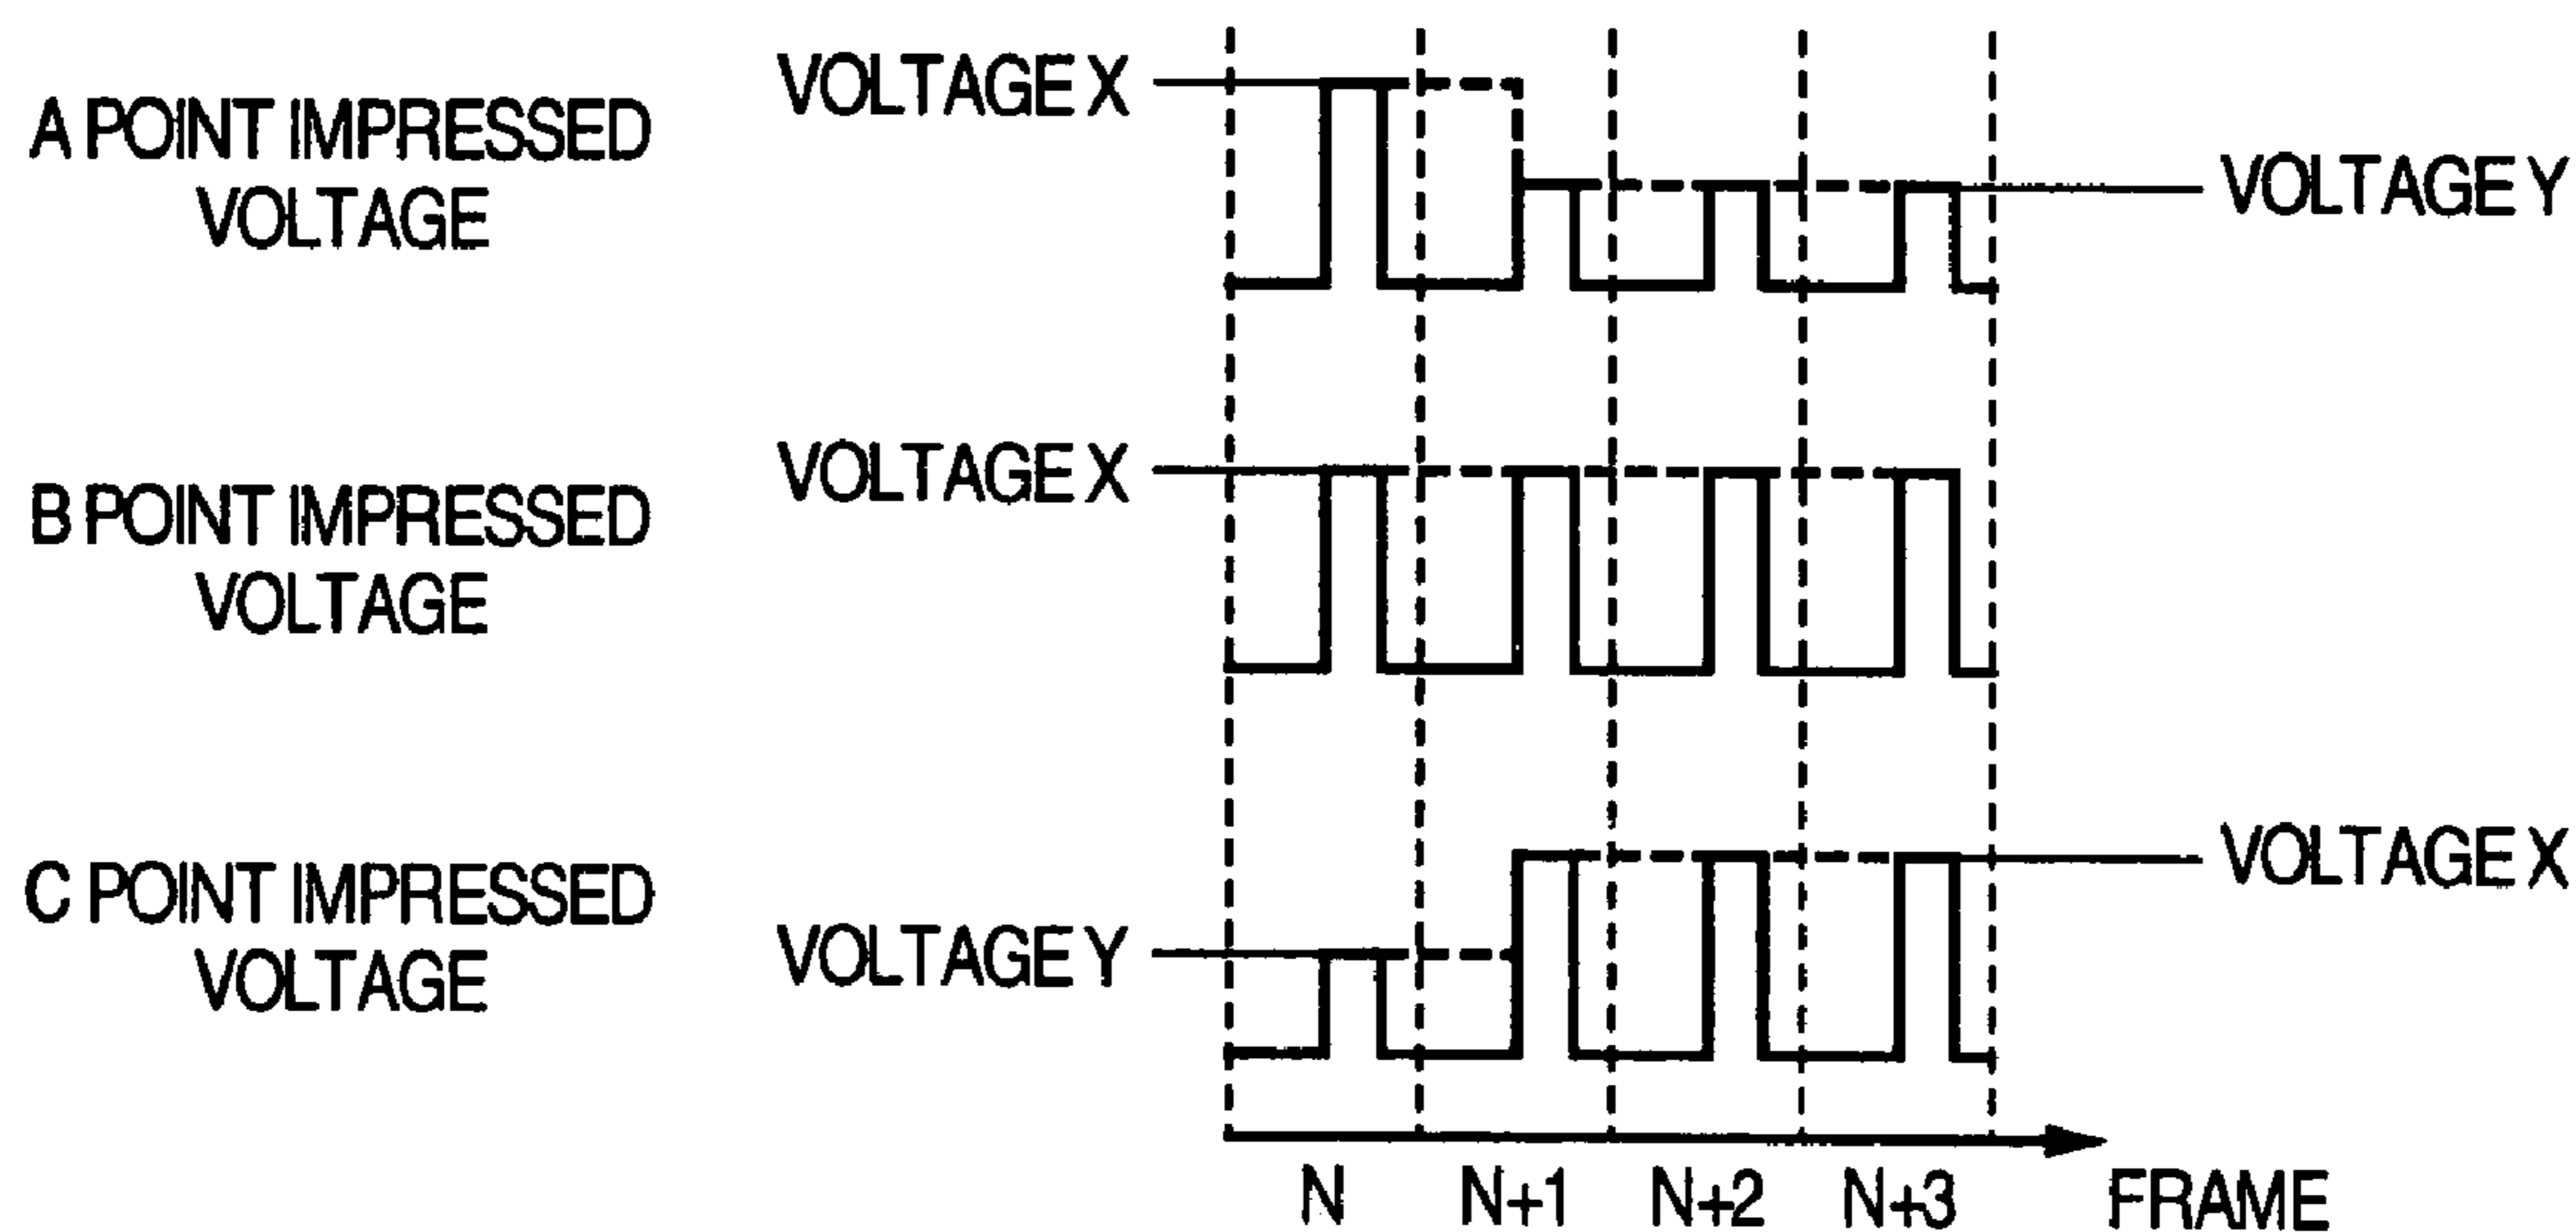 A POINT IMPRESSED
VOLTAGE
VOLTAGE X
VOLTAGE Y
B POINT IMPRESSED
VOLTAGE
VOLTAGE X
C POINT IMPRESSED
VOLTAGE
VOLTAGE Y
VOLTAGE X
N N+1 N+2 N+3 FRAME